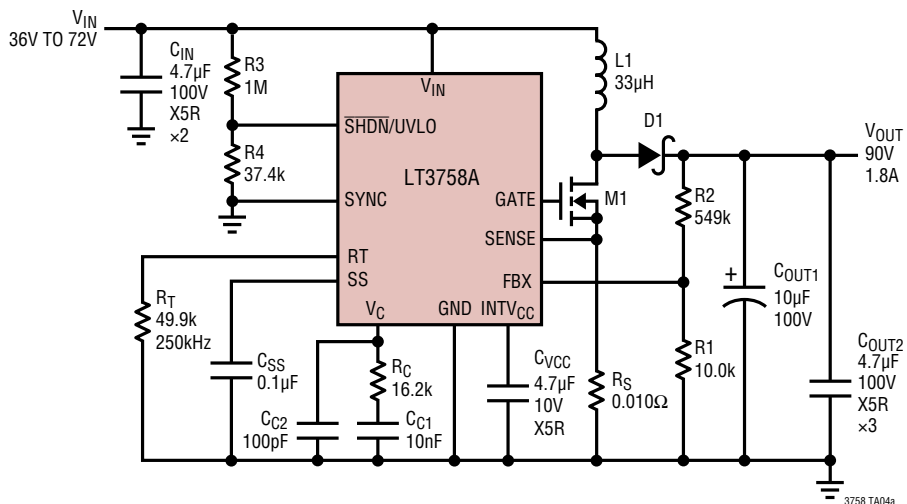 VIN
36V TO 72V
CIN
4.7µF
100V
X5R
×2
R3
1M
R4
37.4k
VIN
SHDN/UVLO
LT3758A
SYNC
GATE
SENSE
RT
SS
FBX
VC
GND
INTVCC
L1
33µH
D1
M1
VOUT
90V
1.8A
R2
549k
+
COUT1
10µF
100V
COUT2
4.7µF
100V
X5R
×3
R1
10.0k
RT
49.9k
250kHz
CSS
0.1µF
RC
16.2k
CC2
100pF
CC1
10nF
CVCC
4.7µF
10V
X5R
RS
0.010Ω
3758 TA04a